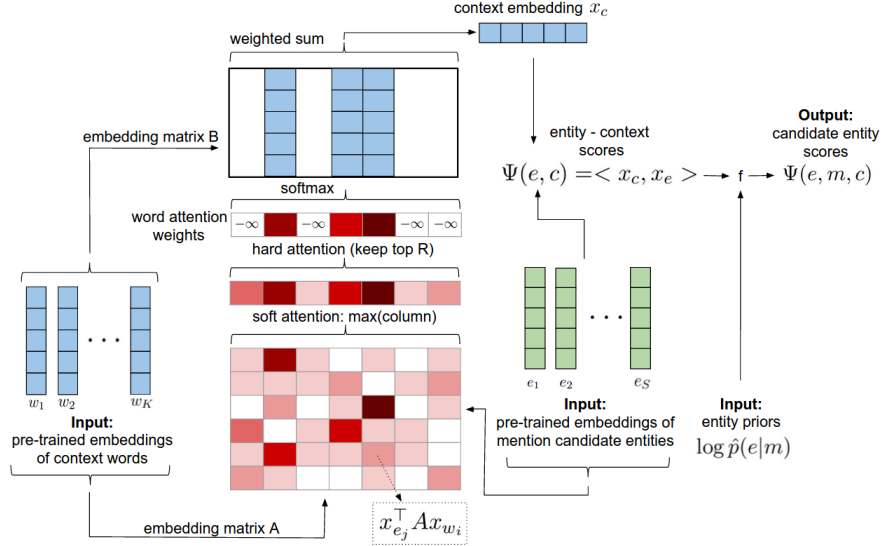 context embedding x_c
weighted sum
embedding matrix B
softmax
word attention
weights
−∞ −∞ −∞ −∞
hard attention (keep top R)
soft attention: max(column)
w_1 w_2 ... w_K
Input:
pre-trained embeddings
of context words
embedding matrix A
x_{e_j}^⊤ A x_{w_i}
entity - context
scores
Ψ(e, c) =< x_c, x_e >
f
Output:
candidate entity
scores
Ψ(e, m, c)
e_1 e_2 ... e_S
Input:
pre-trained embeddings of
mention candidate entities
Input:
entity priors
log p̂(e|m)